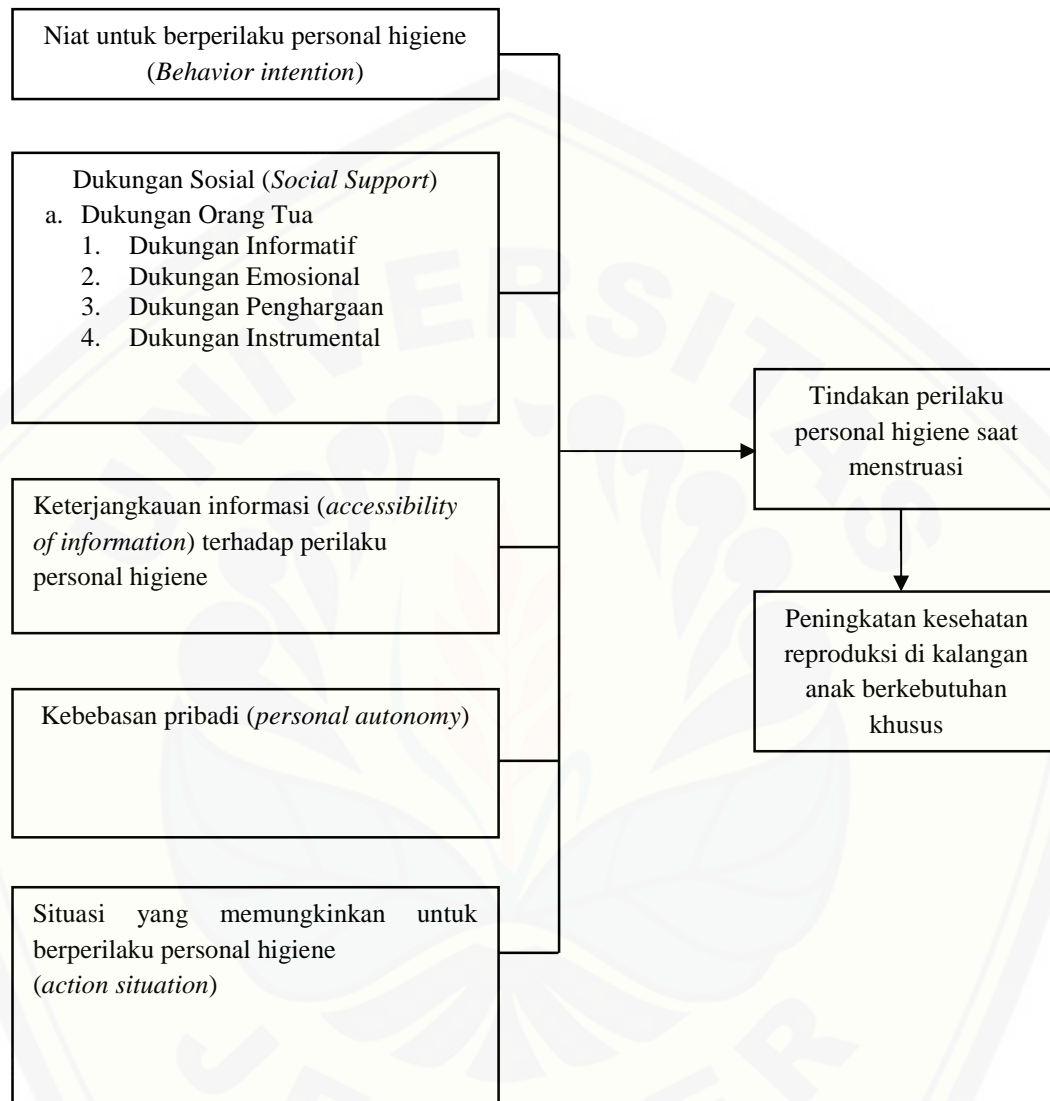 Niat untuk berperilaku personal higiene
(Behavior intention)
Dukungan Sosial (Social Support)
a. Dukungan Orang Tua
1. Dukungan Informatif
2. Dukungan Emosional
3. Dukungan Penghargaan
4. Dukungan Instrumental
Keterjangkauan informasi (accessibility
of information) terhadap perilaku
personal higiene
Kebebasan pribadi (personal autonomy)
Situasi yang memungkinkan untuk
berperilaku personal higiene
(action situation)
Tindakan perilaku
personal higiene saat
menstruasi
Peningkatan kesehatan
reproduksi di kalangan
anak berkebutuhan
khusus
UNIVERSITAS